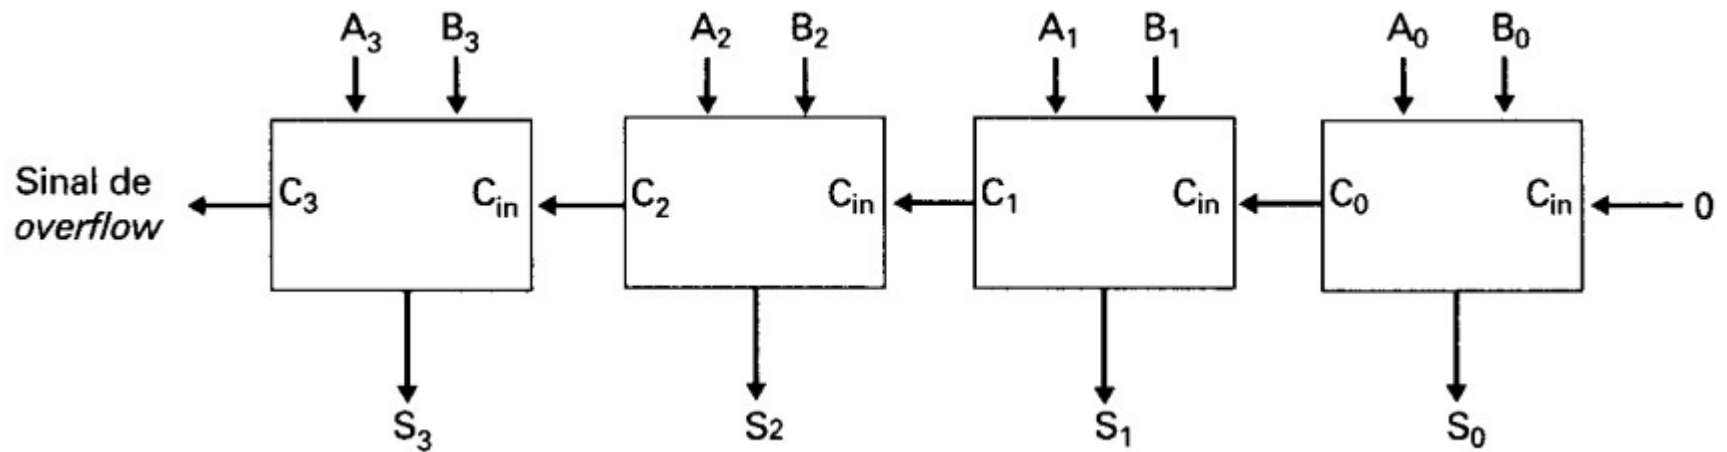 A₃ B₃ A₂ B₂ A₁ B₁ A₀ B₀
Sinal de
overflow
C₃ Cin C₂ Cin C₁ Cin C₀ Cin 0
S₃ S2 S₁ S₀